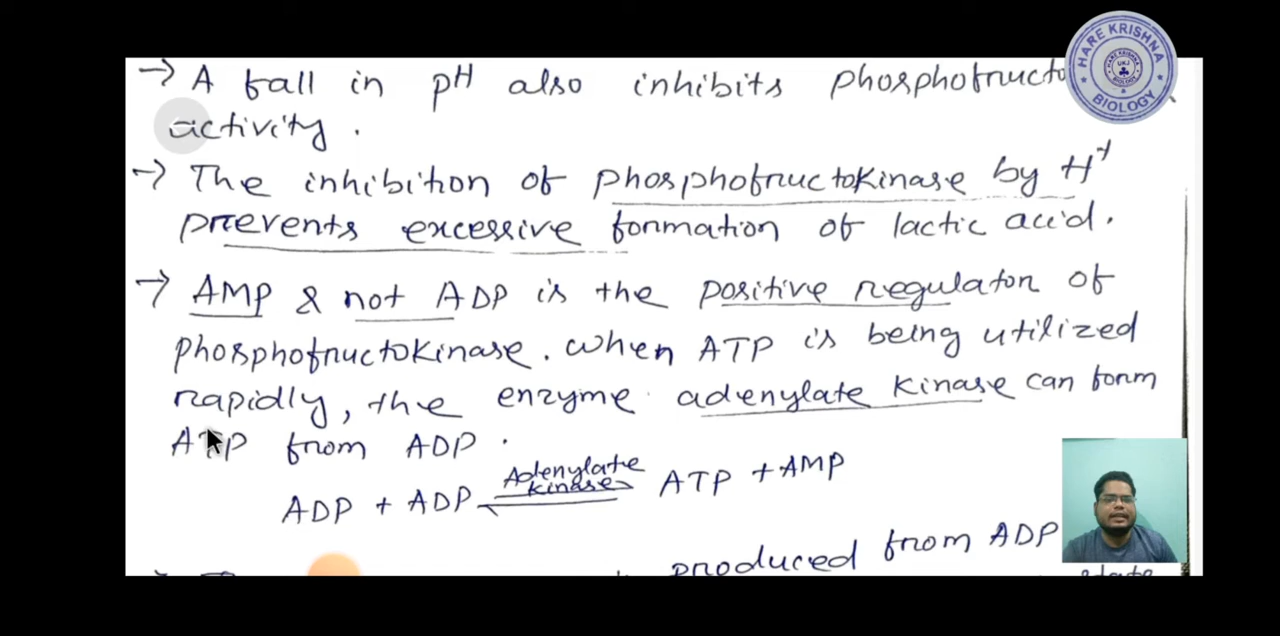 → A fall in pH also inhibits phosphofructo
activity.
→ The inhibition of phosphofructokinase by H+
prevents excessive formation of lactic acid.
→ AMP & not ADP is the positive regulator of
phosphofructokinase. When ATP is being utilized
rapidly, the enzyme adenylate kinase can form
ATP from ADP.
ADP + ADP ⇌ ATP + AMP
Adenylate
kinase
produced from ADP
HARE KRISHNA
UKJ
BIOLOGY
BIOLOGY